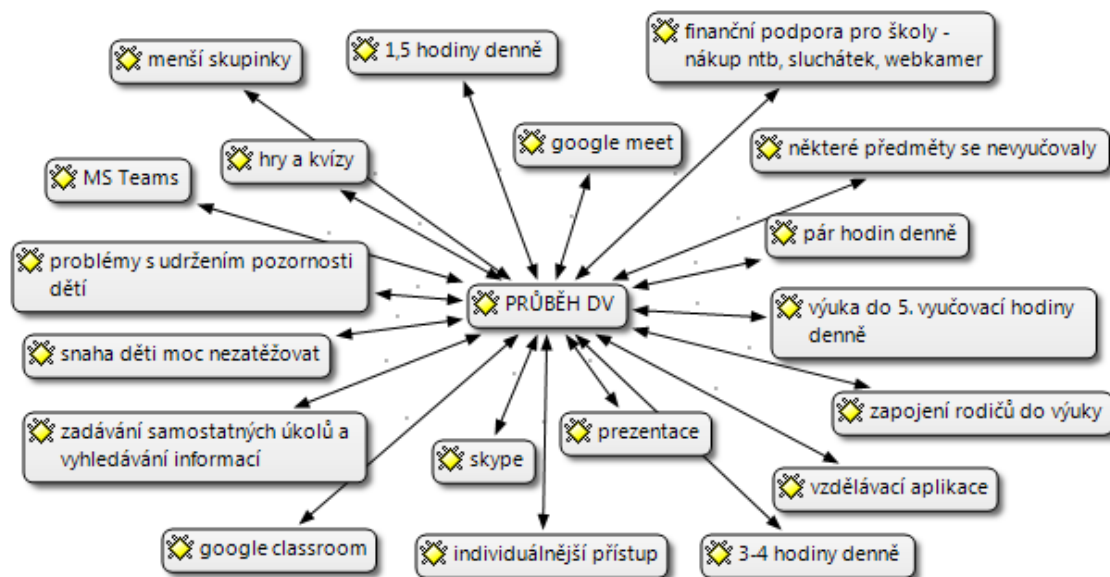 menší skupinky
1,5 hodiny denně
finanční podpora pro školy -
nákup ntb, sluchátek, webkamer
hry a kvízy
google meet
některé předměty se nevyučovaly
MS Teams
pár hodin denně
problémy s udržením pozornosti
dětí
PRŮBĚH DV
výuka do 5. vyučovací hodiny
denně
snaha děti moc nezatěžovat
zapojení rodičů do výuky
zadávání samostatných úkolů a
vyhledávání informací
skype
prezentace
vzdělávací aplikace
google classroom
individuálnější přístup
3-4 hodiny denně